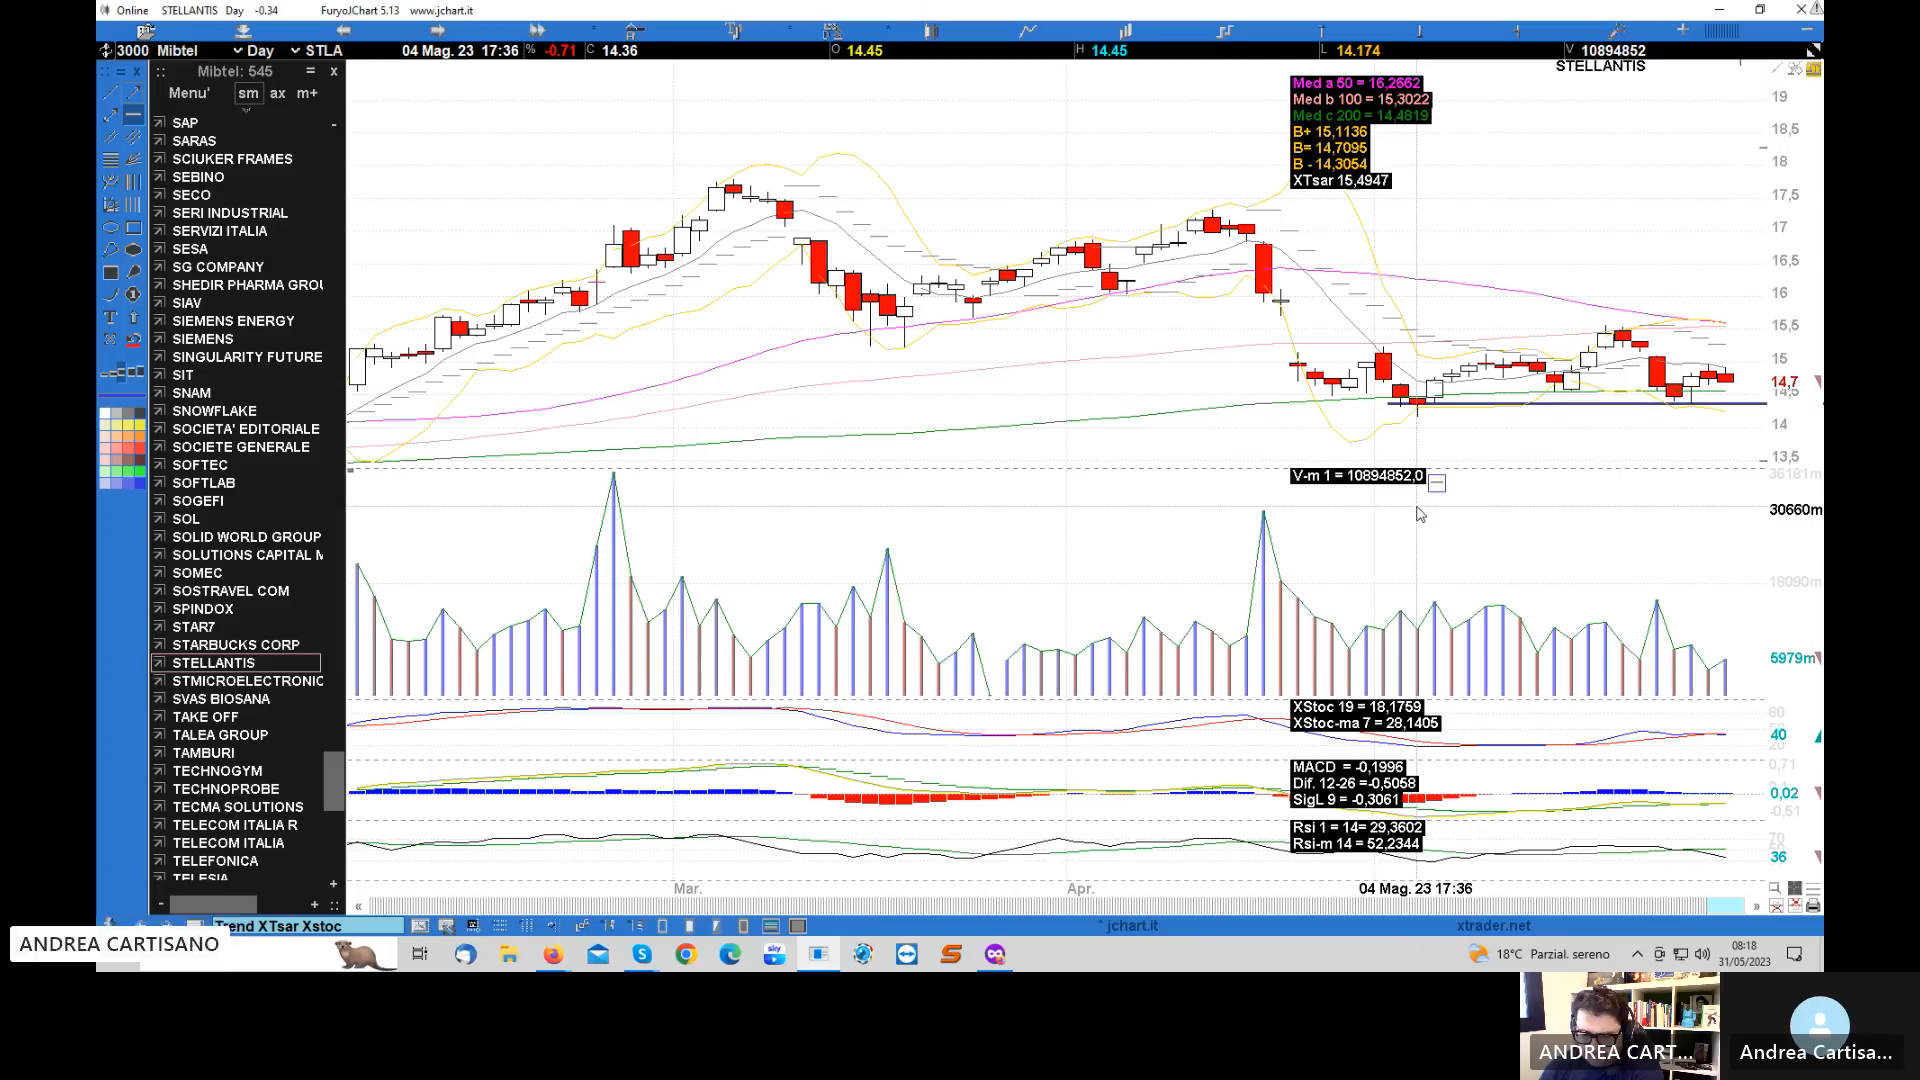 Online STELLANTIS Day -0.34 FuryoJChart 5.13 www.jchart.it
3000 Mibtel Day STLA 04 Mag. 23 17:36 % -0.71 C 14.36 O 14.45 H 14.45 L 14.174 V 10894852
Mibtel: 545 = x
Menu' sm ax m+
SAP
SARAS
SCIUKER FRAMES
SEBINO
SECO
SERI INDUSTRIAL
SERVIZI ITALIA
SESA
SG COMPANY
SHEDIR PHARMA GROU
SIAV
SIEMENS ENERGY
SIEMENS
SINGULARITY FUTURE
SIT
SNAM
SNOWFLAKE
SOCIETA' EDITORIALE
SOCIETE GENERALE
SOFTEC
SOFTLAB
SOGEFI
SOL
SOLID WORLD GROUP
SOLUTIONS CAPITAL M
SOMEC
SOSTRAVEL COM
SPINDOX
STAR7
STARBUCKS CORP
STELLANTIS
STMICROELECTRONIC
SVAS BIOSANA
TAKE OFF
TALEA GROUP
TAMBURI
TECHNOGYM
TECHNOPROBE
TECMA SOLUTIONS
TELECOM ITALIA R
TELECOM ITALIA
TELEFONICA
TELESIA
STELLANTIS
Med a 50 = 16,2662
Med b 100 = 15,3022
Med c 200 = 14,4819
B+ 15,1136
B= 14,7095
B - 14,3054
XTsar 15,4947
19
18,5
18
17,5
17
16,5
16
15,5
15
14,7
14,5
14
13,5
V-m 1 = 10894852,0
36181m
30660m
18090m
5979m
XStoc 19 = 18,1759
XStoc-ma 7 = 28,1405
80
40
20
MACD = -0,1996
Dif. 12-26 =-0,5058
SigL 9 = -0,3061
0,71
0,02
-0,51
Rsi 1 = 14= 29,3602
Rsi-m 14 = 52,2344
70
36
Mar. Apr. 04 Mag. 23 17:36
Trend XTsar Xstoc
* jchart.it xtrader.net
18°C Parzial. sereno
08:18
31/05/2023
ANDREA CARTISANO
ANDREA CART... Andrea Cartisa...